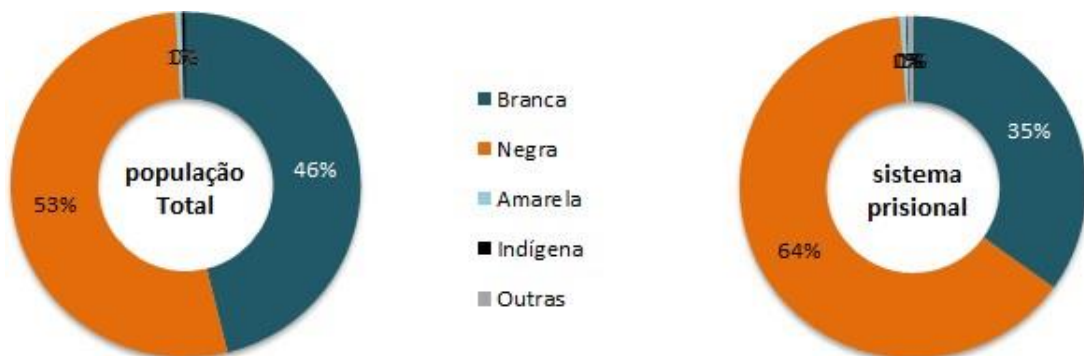 46%
53%
população
Total
Branca
Negra
Amarela
Indígena
Outras
35%
64%
sistema
prisional